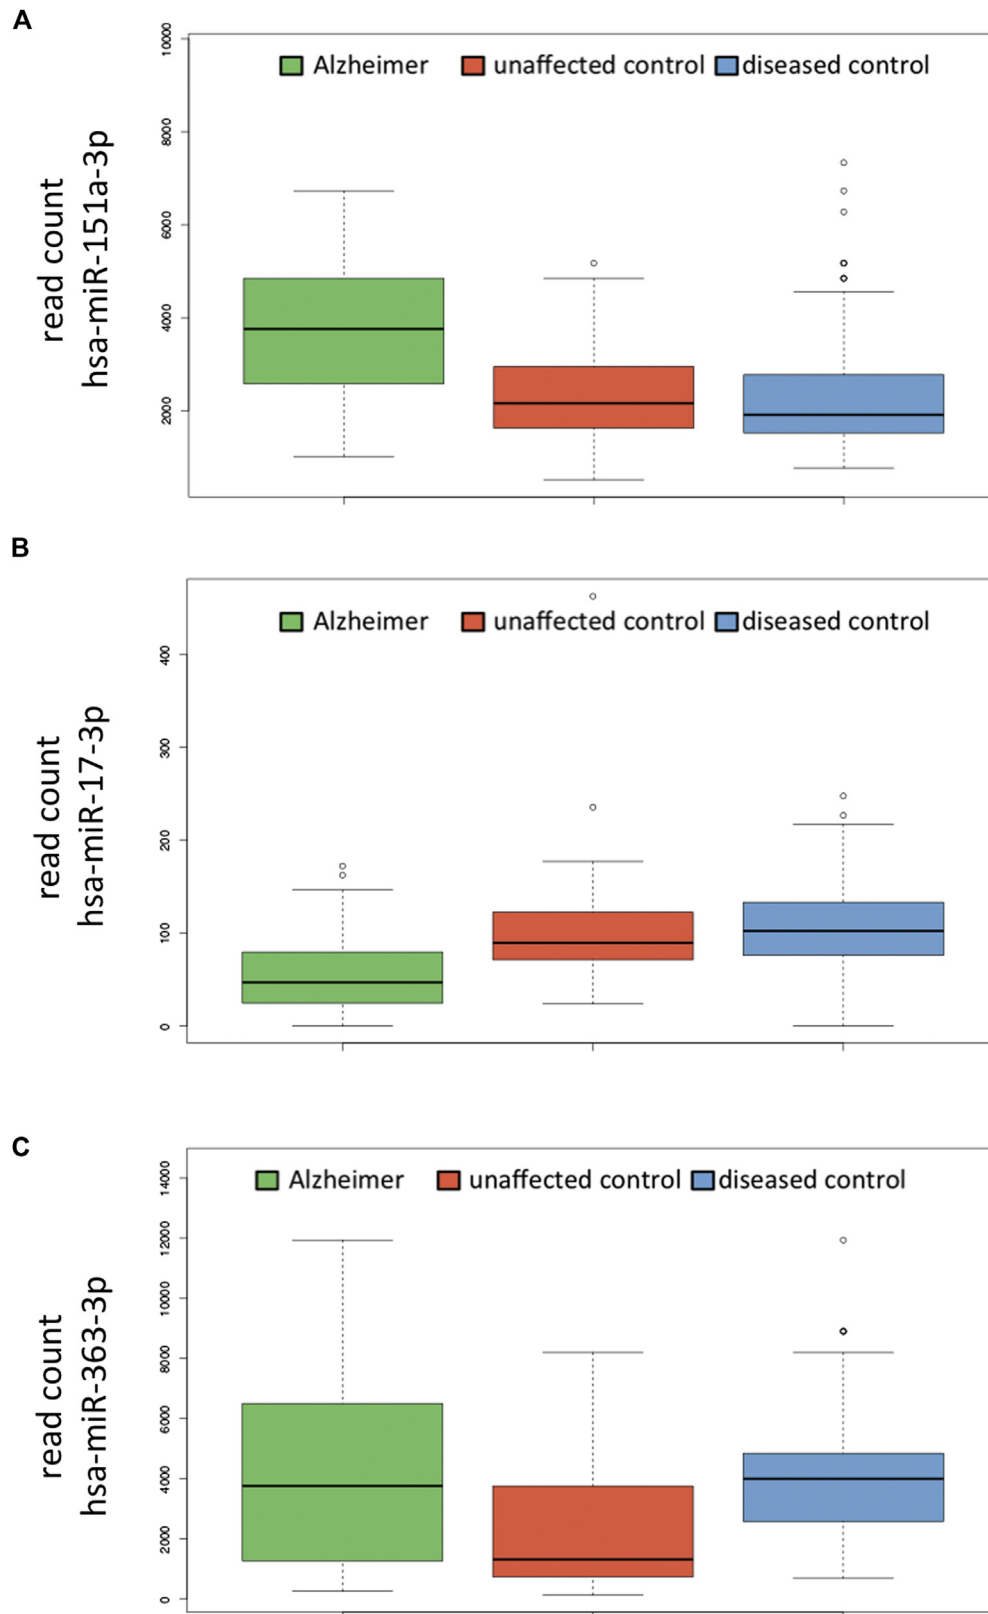 A
Alzheimer unaffected control diseased control
read count
hsa-miR-151a-3p
10000
8000
6000
4000
2000
B
Alzheimer unaffected control diseased control
read count
hsa-miR-17-3p
400
300
200
100
0
C
Alzheimer unaffected control diseased control
read count
hsa-miR-363-3p
14000
12000
10000
8000
6000
4000
2000
0